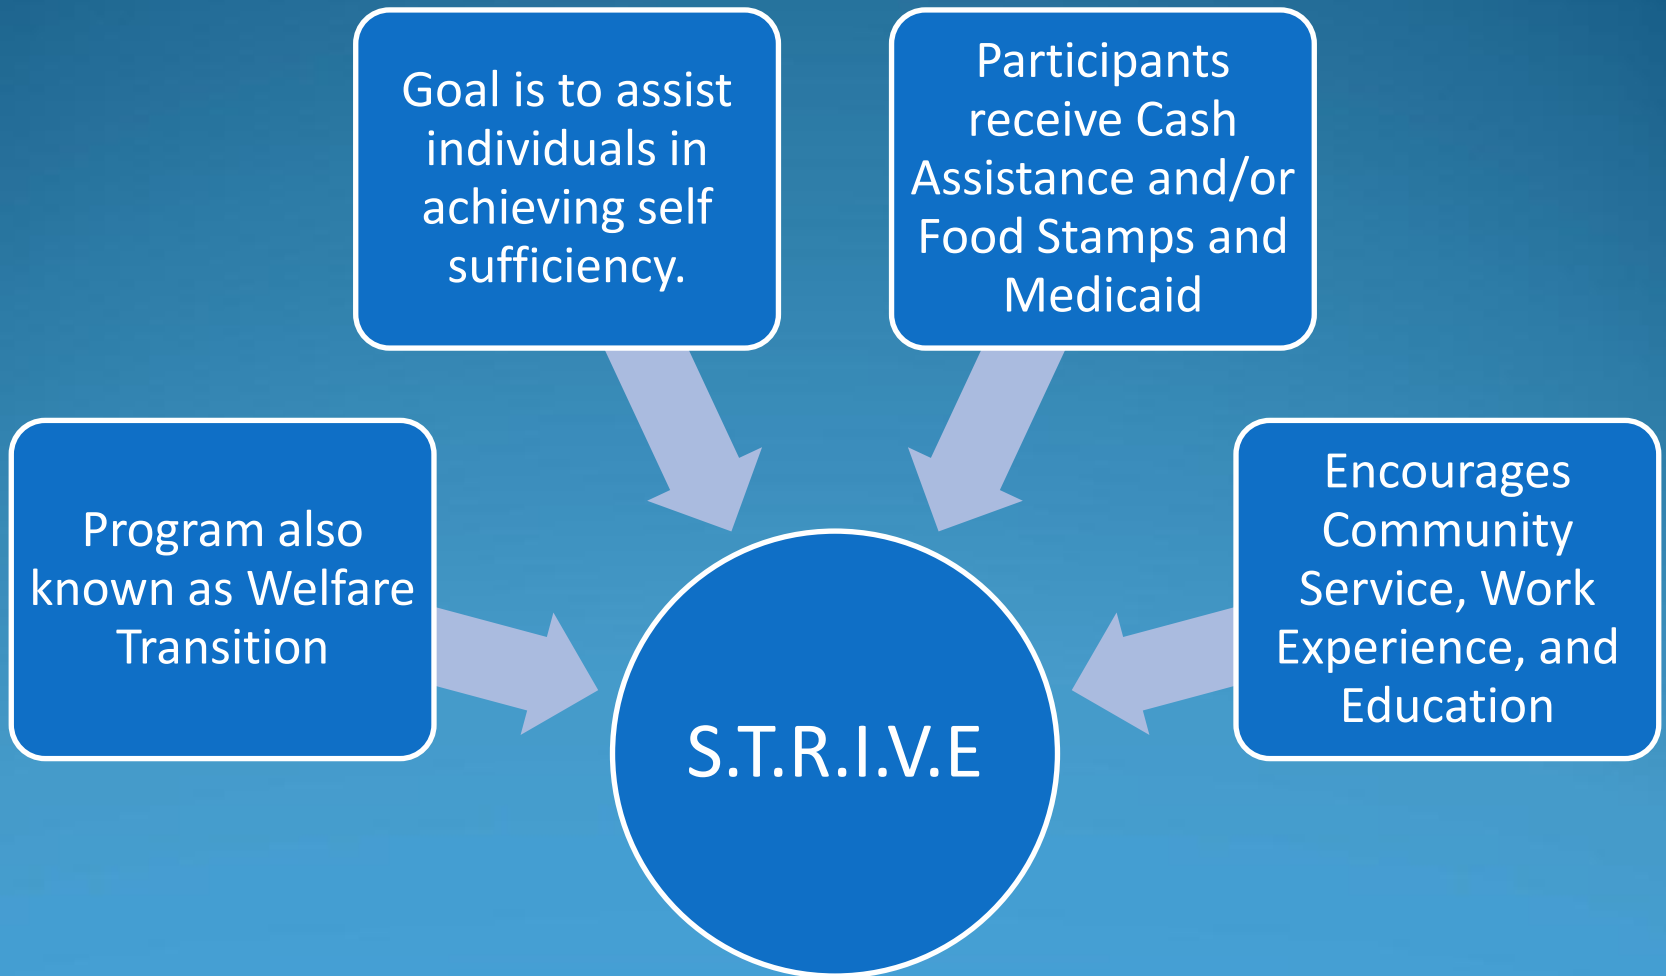 Goal is to assist
individuals in
achieving self
sufficiency.
Participants
receive Cash
Assistance and/or
Food Stamps and
Medicaid
Program also
known as Welfare
Transition
Encourages
Community
Service, Work
Experience, and
Education
S.T.R.I.V.E